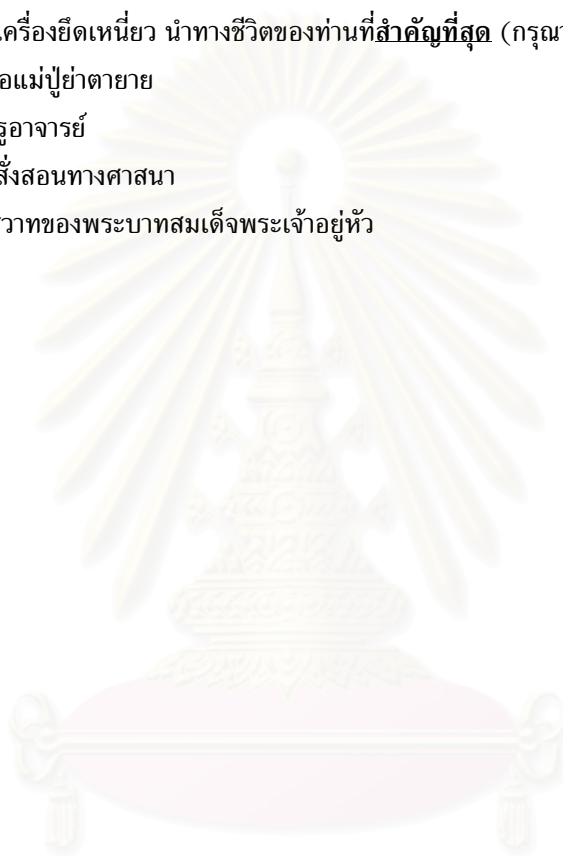 เครื่องยึดเหนี่ยว นำทางชีวิตของท่านที่สำคัญที่สุด (กรุณา
อแม่ปู่ย่าตายาย
รูอาจารย์
สั่งสอนทางศาสนา
วาทของพระบาทสมเด็จพระเจ้าอยู่หัว